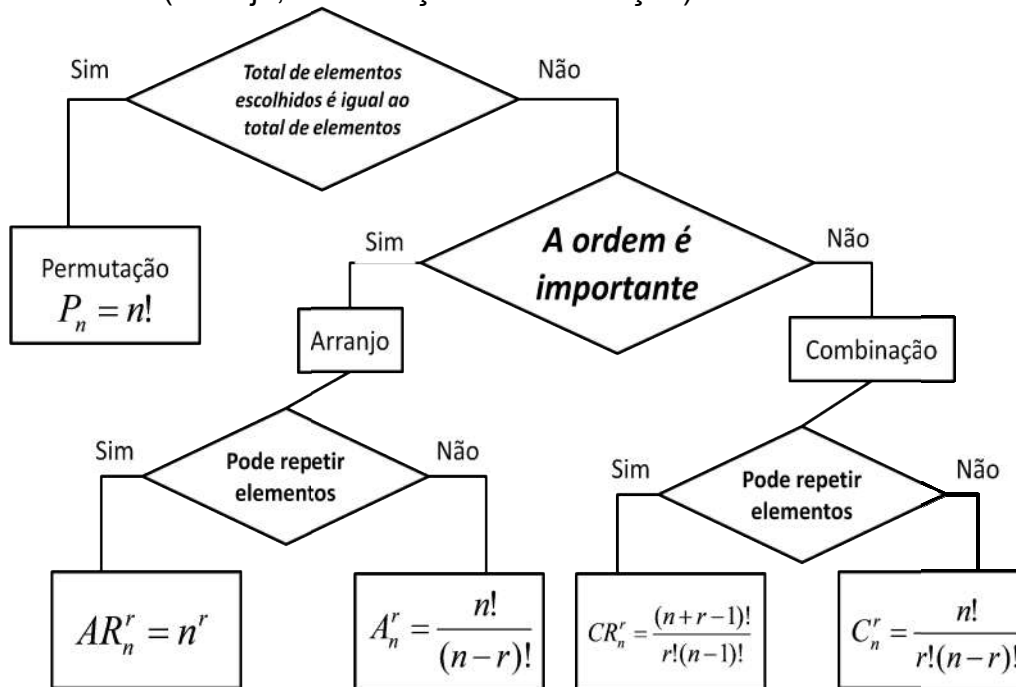 Sim
Total de elementos
escolhidos é igual ao
total de elementos
Não
Permutação
P_n = n!
Sim
A ordem é
importante
Não
Arranjo
Combinação
Sim
Pode repetir
elementos
Não
Sim
Pode repetir
elementos
Não
AR_n^r = n^r
A_n^r = n!/(n-r)!
CR_n^r = (n+r-1)!/r!(n-1)!
C_n^r = n!/r!(n-r)!